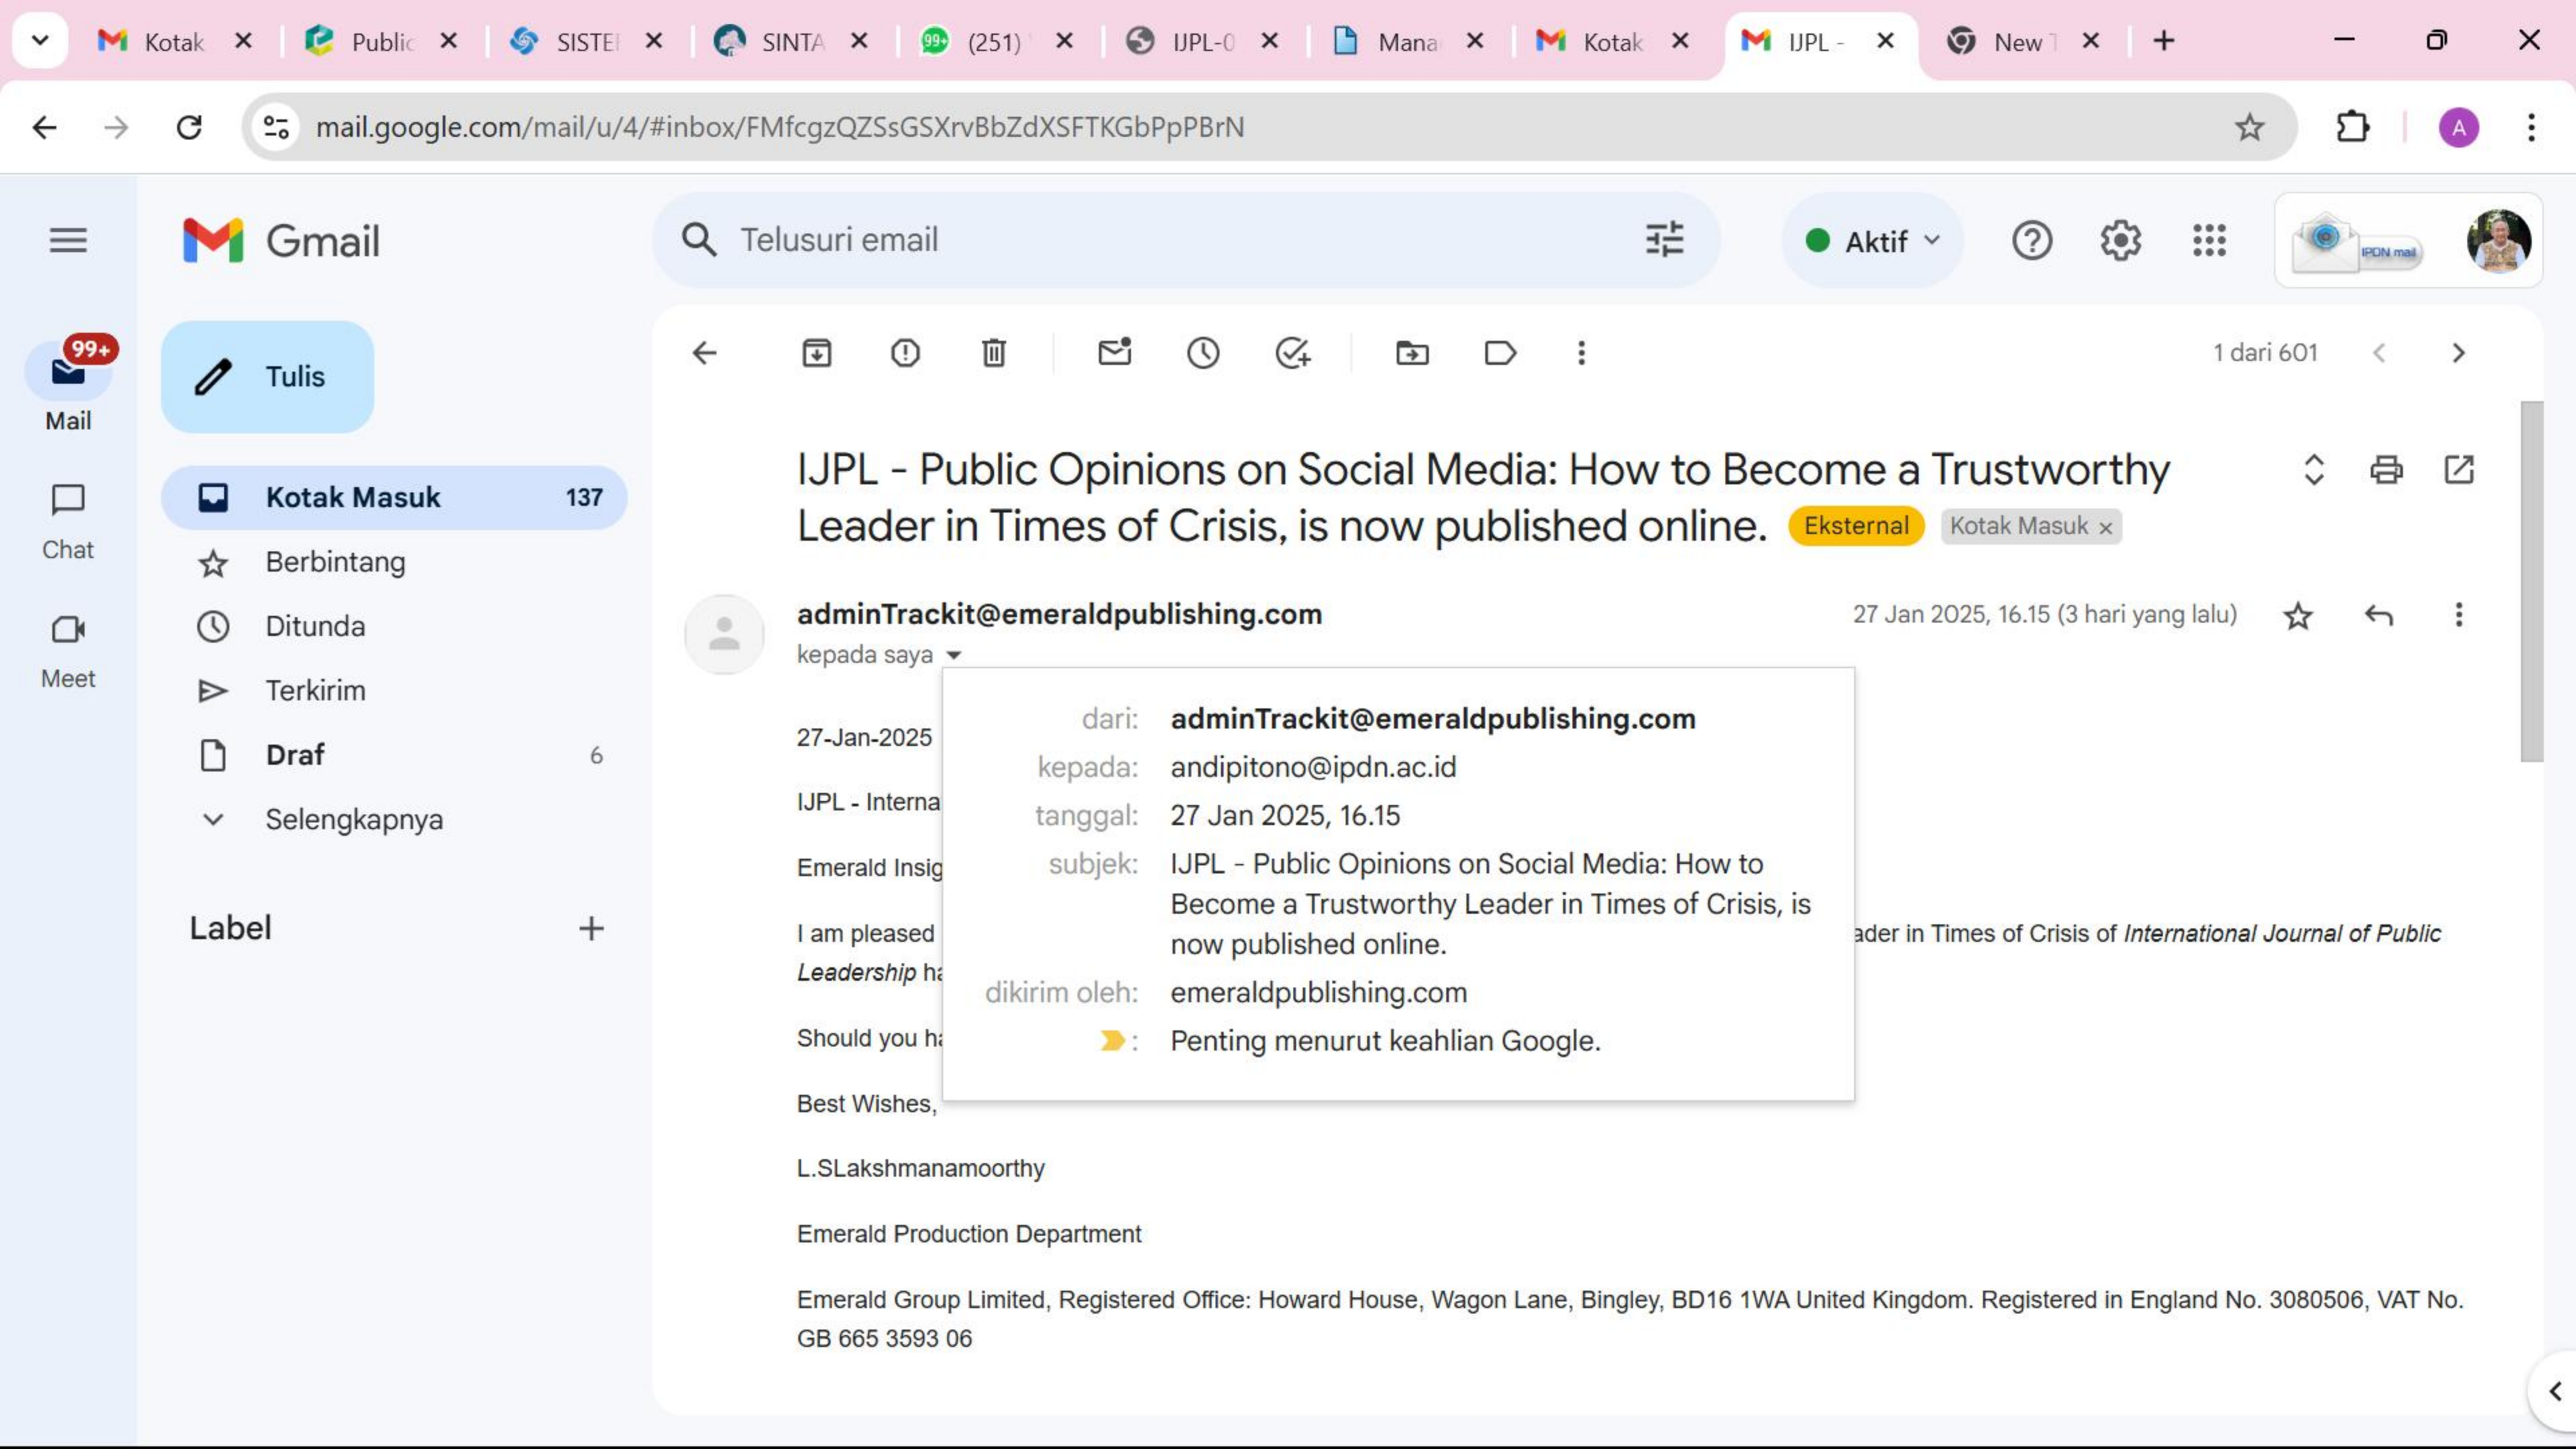 Kotak
Public
SISTE
SINTA
99+
(251)
IJPL-0
Mana
Kotak
IJPL -
New T
mail.google.com/mail/u/4/#inbox/FMfcgzQZSsGSXrvBbZdXSFTKGbPpPBrN
A
Gmail
Telusuri email
Aktif
IPDN mail
99+
Mail
Chat
Meet
Tulis
Kotak Masuk 137
Berbintang
Ditunda
Terkirim
Draf 6
Selengkapnya
Label
1 dari 601
IJPL - Public Opinions on Social Media: How to Become a Trustworthy
Leader in Times of Crisis, is now published online. Eksternal Kotak Masuk
adminTrackit@emeraldpublishing.com
27 Jan 2025, 16.15 (3 hari yang lalu)
kepada saya
dari: adminTrackit@emeraldpublishing.com
kepada: andipitono@ipdn.ac.id
tanggal: 27 Jan 2025, 16.15
subjek: IJPL - Public Opinions on Social Media: How to
Become a Trustworthy Leader in Times of Crisis, is
now published online.
dikirim oleh: emeraldpublishing.com
: Penting menurut keahlian Google.
27-Jan-2025
IJPL - Interna
Emerald Insig
I am pleased
ader in Times of Crisis of International Journal of Public
Leadership ha
Should you ha
Best Wishes,
L.SLakshmanamoorthy
Emerald Production Department
Emerald Group Limited, Registered Office: Howard House, Wagon Lane, Bingley, BD16 1WA United Kingdom. Registered in England No. 3080506, VAT No.
GB 665 3593 06